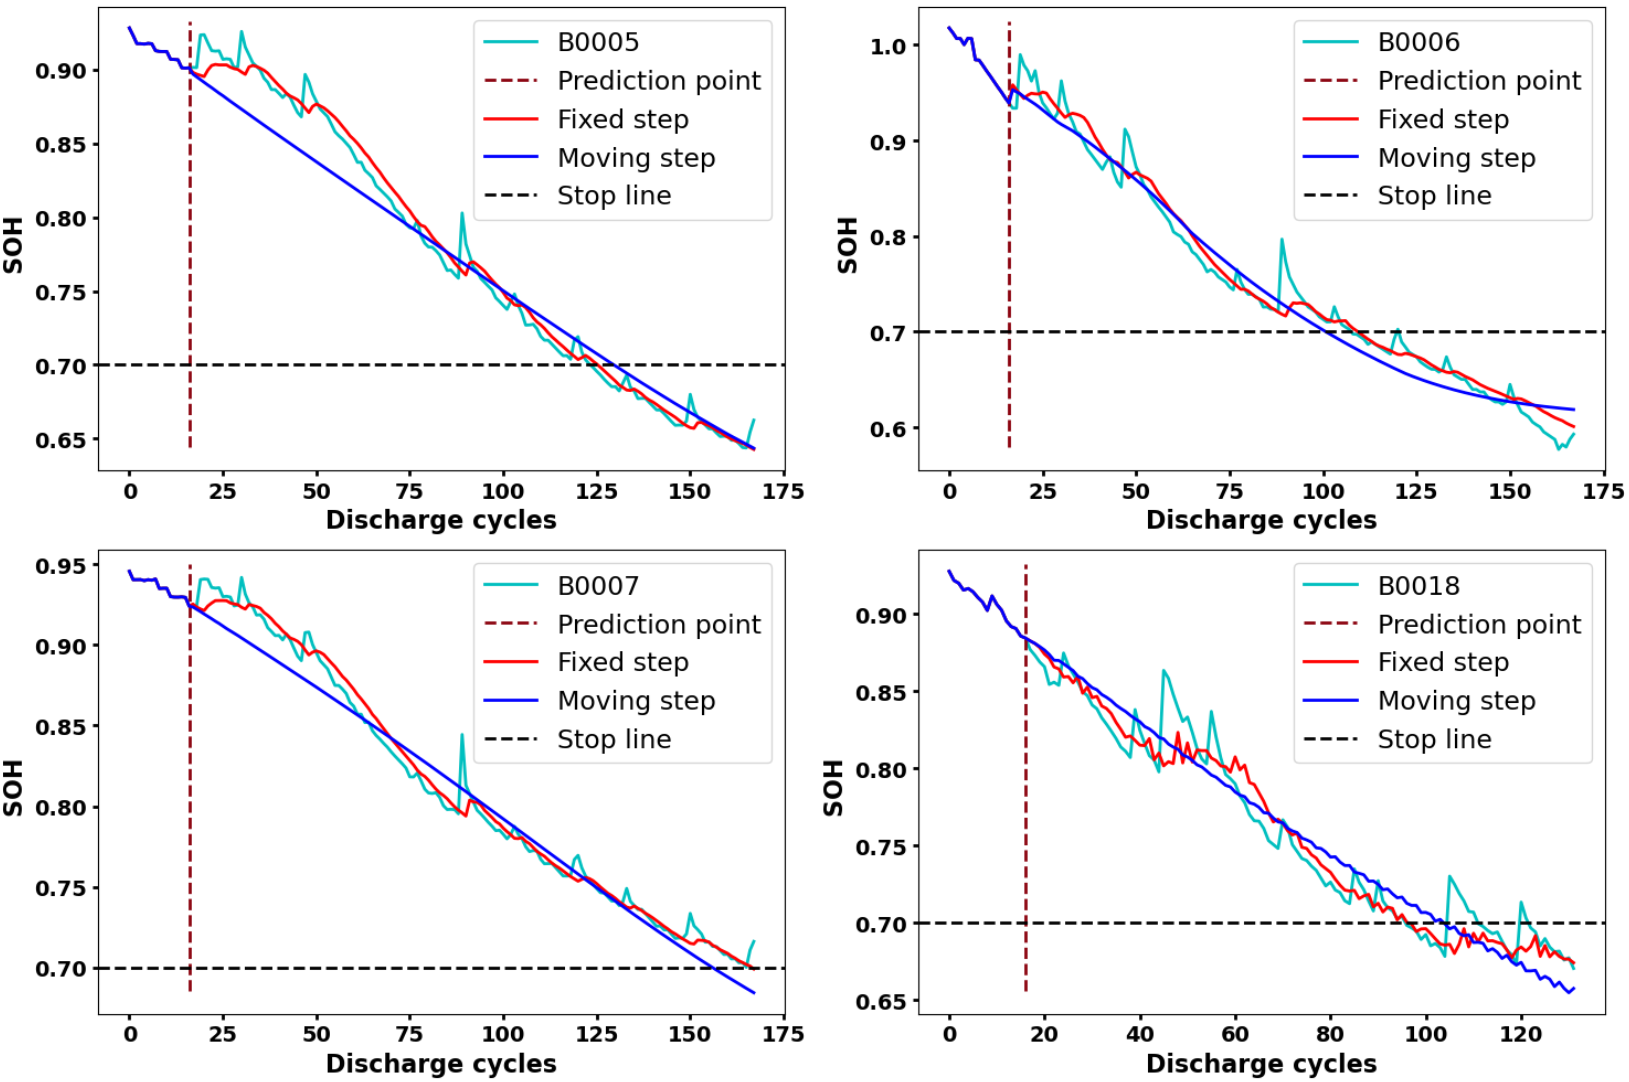 SOH
0.90
0.85
0.80
0.75
0.70
0.65
B0005
Prediction point
Fixed step
Moving step
Stop line
0 25 50 75 100 125 150 175
Discharge cycles
SOH
1.0
0.9
0.8
0.7
0.6
B0006
Prediction point
Fixed step
Moving step
Stop line
0 25 50 75 100 125 150 175
Discharge cycles
SOH
0.95
0.90
0.85
0.80
0.75
0.70
B0007
Prediction point
Fixed step
Moving step
Stop line
0 25 50 75 100 125 150 175
Discharge cycles
SOH
0.90
0.85
0.80
0.75
0.70
0.65
B0018
Prediction point
Fixed step
Moving step
Stop line
0 20 40 60 80 100 120
Discharge cycles